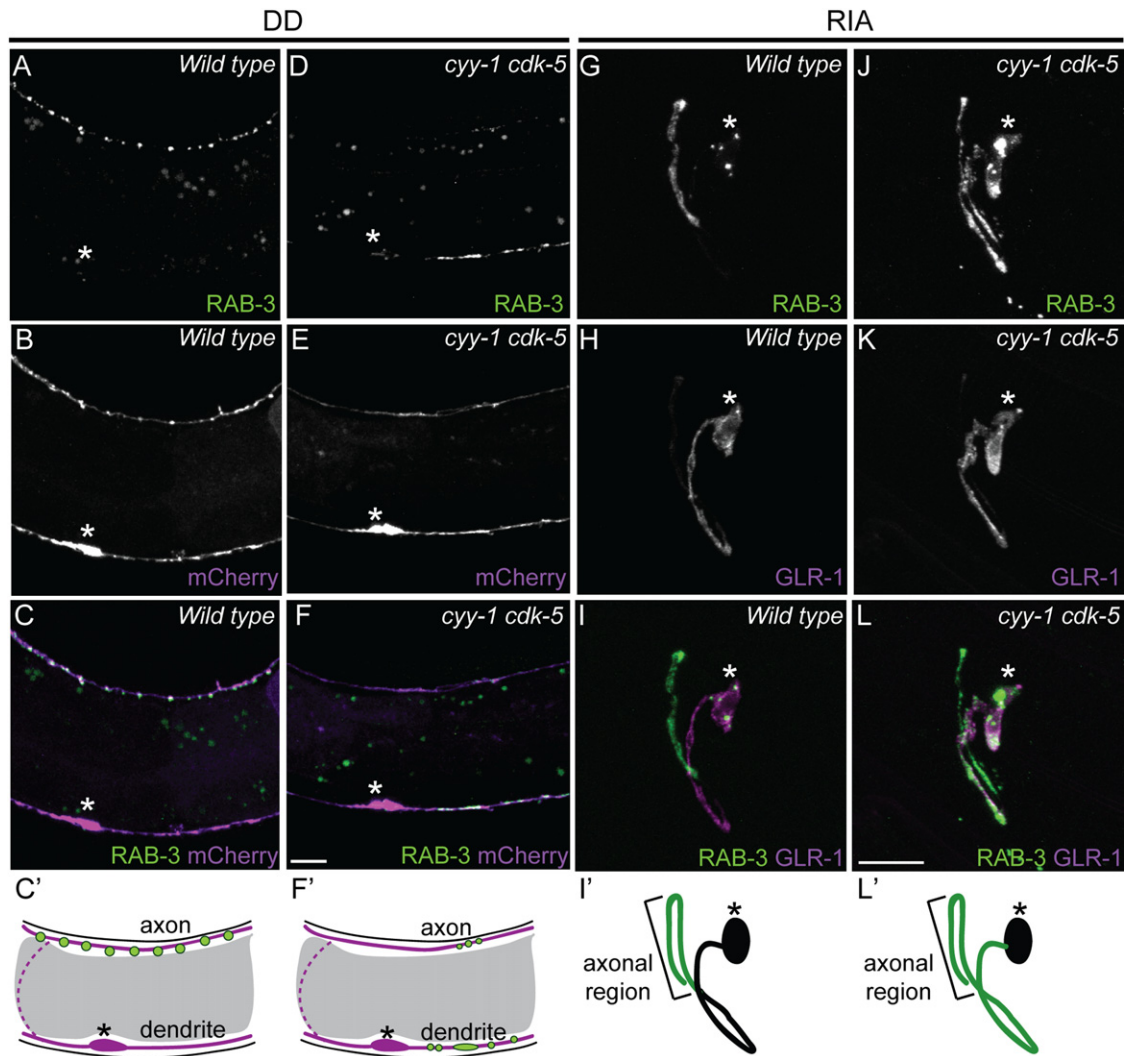 DD
RIA
A
Wild type
*
RAB-3
D
cyy-1 cdk-5
*
RAB-3
G
Wild type
*
RAB-3
J
cyy-1 cdk-5
*
RAB-3
B
Wild type
*
mCherry
E
cyy-1 cdk-5
*
mCherry
H
Wild type
*
GLR-1
K
cyy-1 cdk-5
*
GLR-1
C
Wild type
*
RAB-3 mCherry
F
cyy-1 cdk-5
*
RAB-3 mCherry
I
Wild type
*
RAB-3 GLR-1
L
cyy-1 cdk-5
*
RAB-3 GLR-1
C'
axon
*
dendrite
F'
axon
*
dendrite
I'
*
axonal
region
L'
*
axonal
region